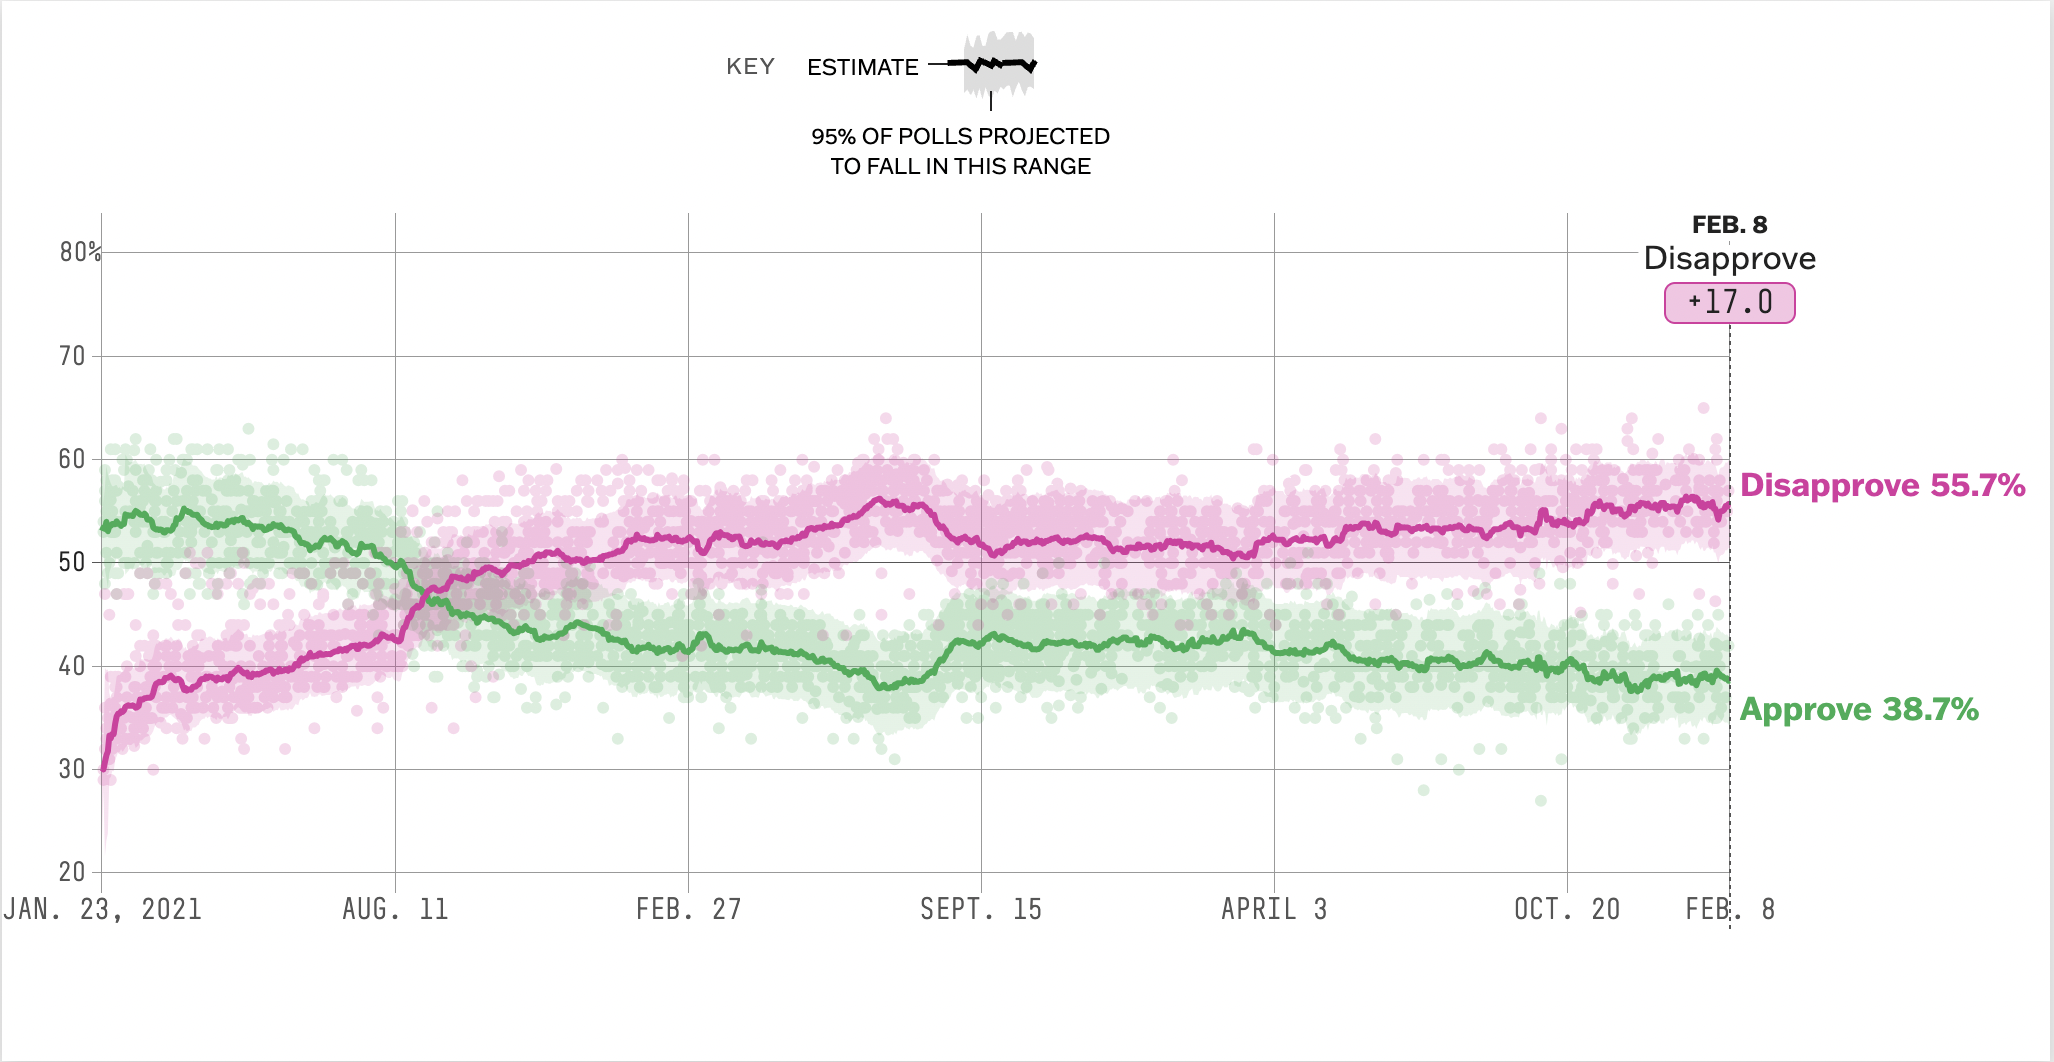 KEY ESTIMATE
95% OF POLLS PROJECTED
TO FALL IN THIS RANGE
FEB. 8
Disapprove
+17.0
80%
70
60
50
40
30
20
Disapprove 55.7%
Approve 38.7%
JAN. 23, 2021 AUG. 11 FEB. 27 SEPT. 15 APRIL 3 OCT. 20 FEB. 8